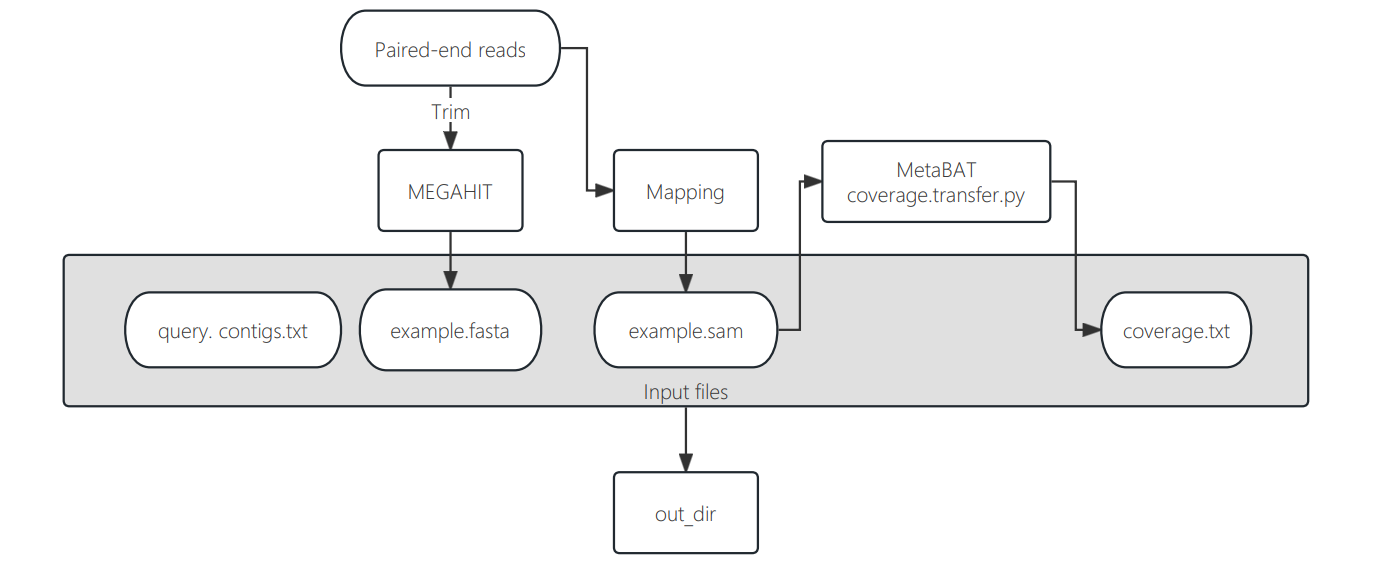 Paired-end reads
Trim
MEGAHIT
Mapping
MetaBAT
coverage.transfer.py
query. contigs.txt
example.fasta
example.sam
coverage.txt
Input files
out_dir